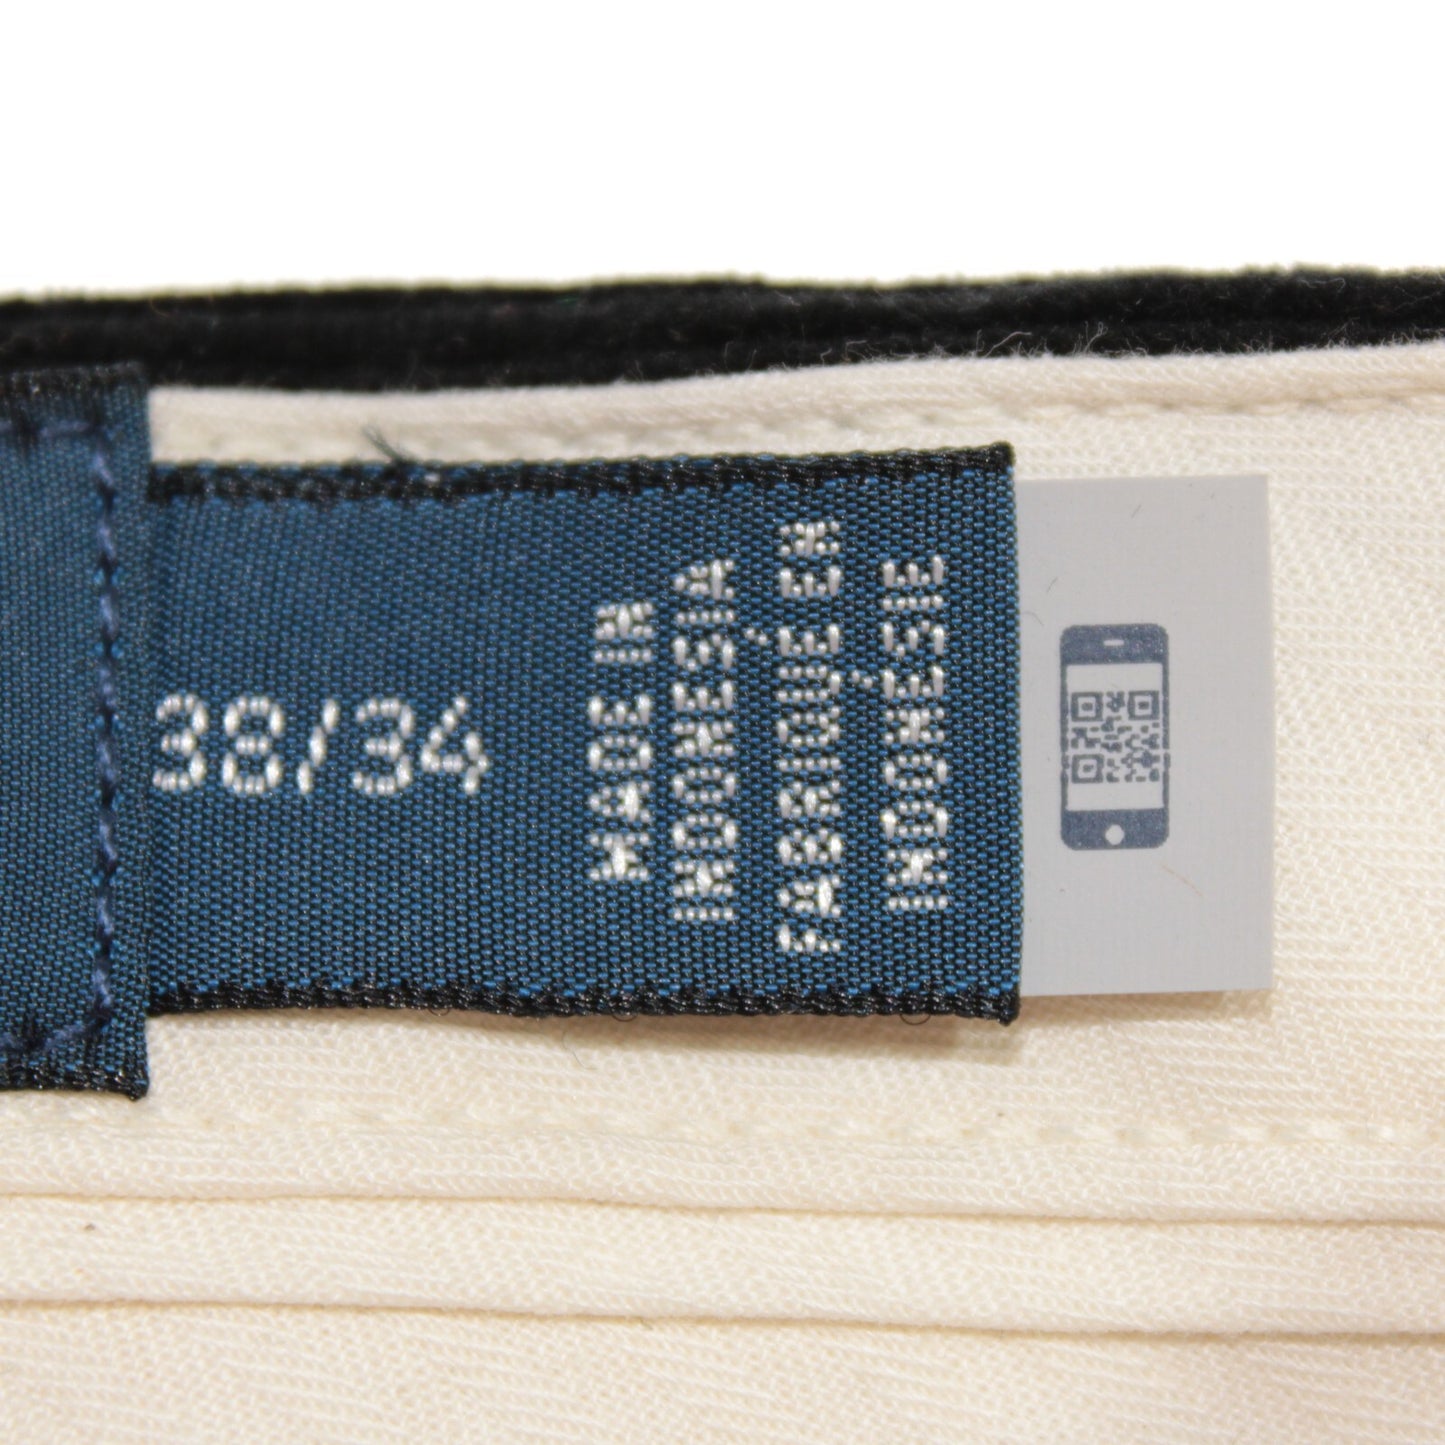 38/34
MADE IN
INDONESIA
FABRIQUÉ EN
INDONÉSIE